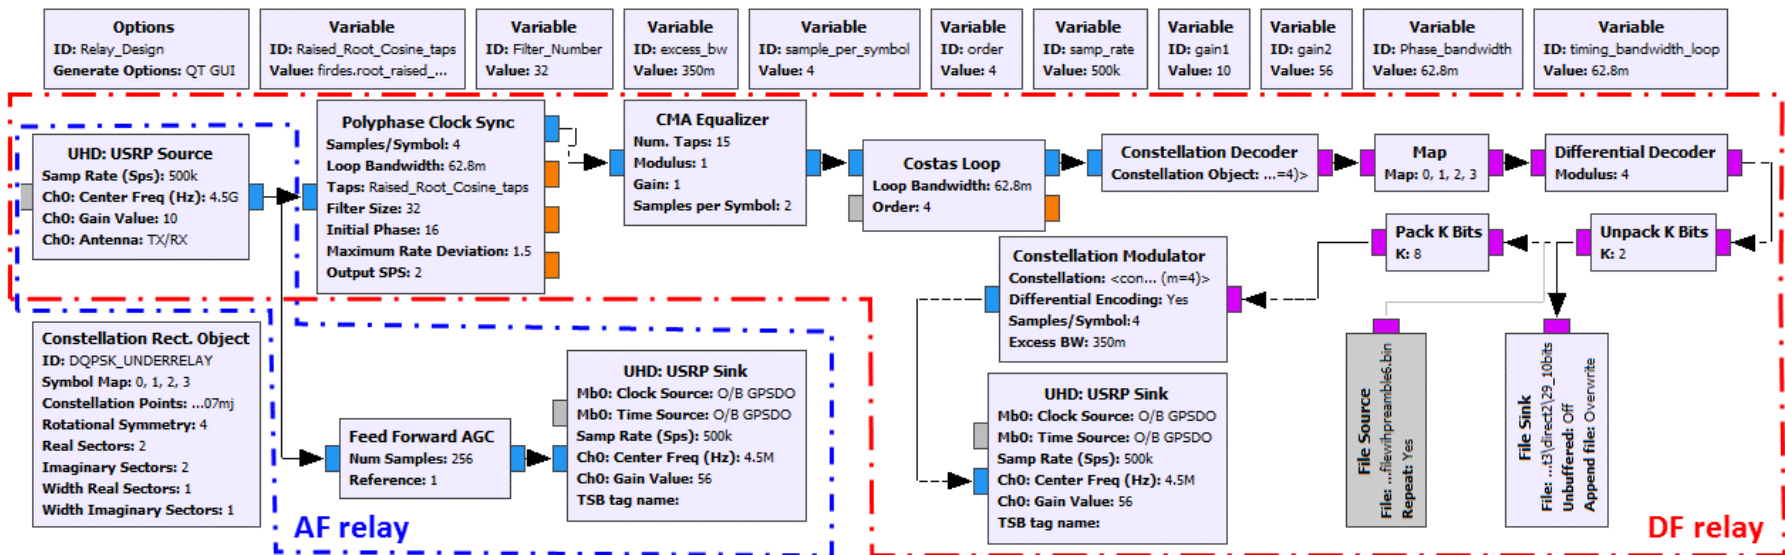 Options
ID: Relay_Design
Generate Options: QT GUI
Variable
ID: Raised_Root_Cosine_taps
Value: firdes.root_raised_...
Variable
ID: Filter_Number
Value: 32
Variable
ID: excess_bw
Value: 350m
Variable
ID: sample_per_symbol
Value: 4
Variable
ID: order
Value: 4
Variable
ID: samp_rate
Value: 500k
Variable
ID: gain1
Value: 10
Variable
ID: gain2
Value: 56
Variable
ID: Phase_bandwidth
Value: 62.8m
Variable
ID: timing_bandwidth_loop
Value: 62.8m
UHD: USRP Source
Samp Rate (Sps): 500k
Ch0: Center Freq (Hz): 4.5G
Ch0: Gain Value: 10
Ch0: Antenna: TX/RX
Polyphase Clock Sync
Samples/Symbol: 4
Loop Bandwidth: 62.8m
Taps: Raised_Root_Cosine_taps
Filter Size: 32
Initial Phase: 16
Maximum Rate Deviation: 1.5
Output SPS: 2
CMA Equalizer
Num. Taps: 15
Modulus: 1
Gain: 1
Samples per Symbol: 2
Costas Loop
Loop Bandwidth: 62.8m
Order: 4
Constellation Decoder
Constellation Object: ...=4)>
Map
Map: 0, 1, 2, 3
Differential Decoder
Modulus: 4
Unpack K Bits
K: 2
Pack K Bits
K: 8
Constellation Modulator
Constellation: <con... (m=4)>
Differential Encoding: Yes
Samples/Symbol: 4
Excess BW: 350m
UHD: USRP Sink
Mb0: Clock Source: O/B GPSDO
Mb0: Time Source: O/B GPSDO
Samp Rate (Sps): 500k
Ch0: Center Freq (Hz): 4.5M
Ch0: Gain Value: 56
TSB tag name:
File Source
File: ...filewihpreamble6.bin
Repeat: Yes
File Sink
File: ...t3\direct2\29_10bits
Unbuffered: Off
Append file: Overwrite
DF relay
Constellation Rect. Object
ID: DQPSK_UNDERRELAY
Symbol Map: 0, 1, 2, 3
Constellation Points: ...07mj
Rotational Symmetry: 4
Real Sectors: 2
Imaginary Sectors: 2
Width Real Sectors: 1
Width Imaginary Sectors: 1
Feed Forward AGC
Num Samples: 256
Reference: 1
UHD: USRP Sink
Mb0: Clock Source: O/B GPSDO
Mb0: Time Source: O/B GPSDO
Samp Rate (Sps): 500k
Ch0: Center Freq (Hz): 4.5M
Ch0: Gain Value: 56
TSB tag name:
AF relay